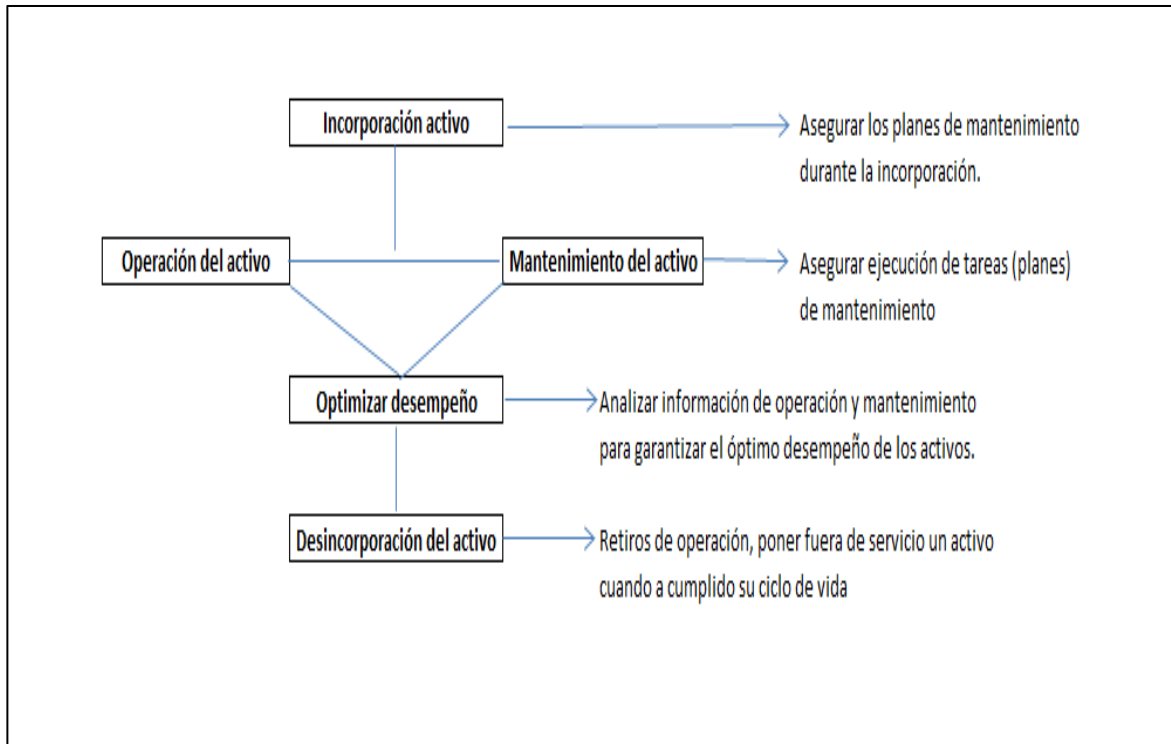 Incorporación activo
Asegurar los planes de mantenimiento
durante la incorporación.
Operación del activo
Mantenimiento del activo
Asegurar ejecución de tareas (planes)
de mantenimiento
Optimizar desempeño
Analizar información de operación y mantenimiento
para garantizar el óptimo desempeño de los activos.
Desincorporación del activo
Retiros de operación, poner fuera de servicio un activo
cuando a cumplido su ciclo de vida